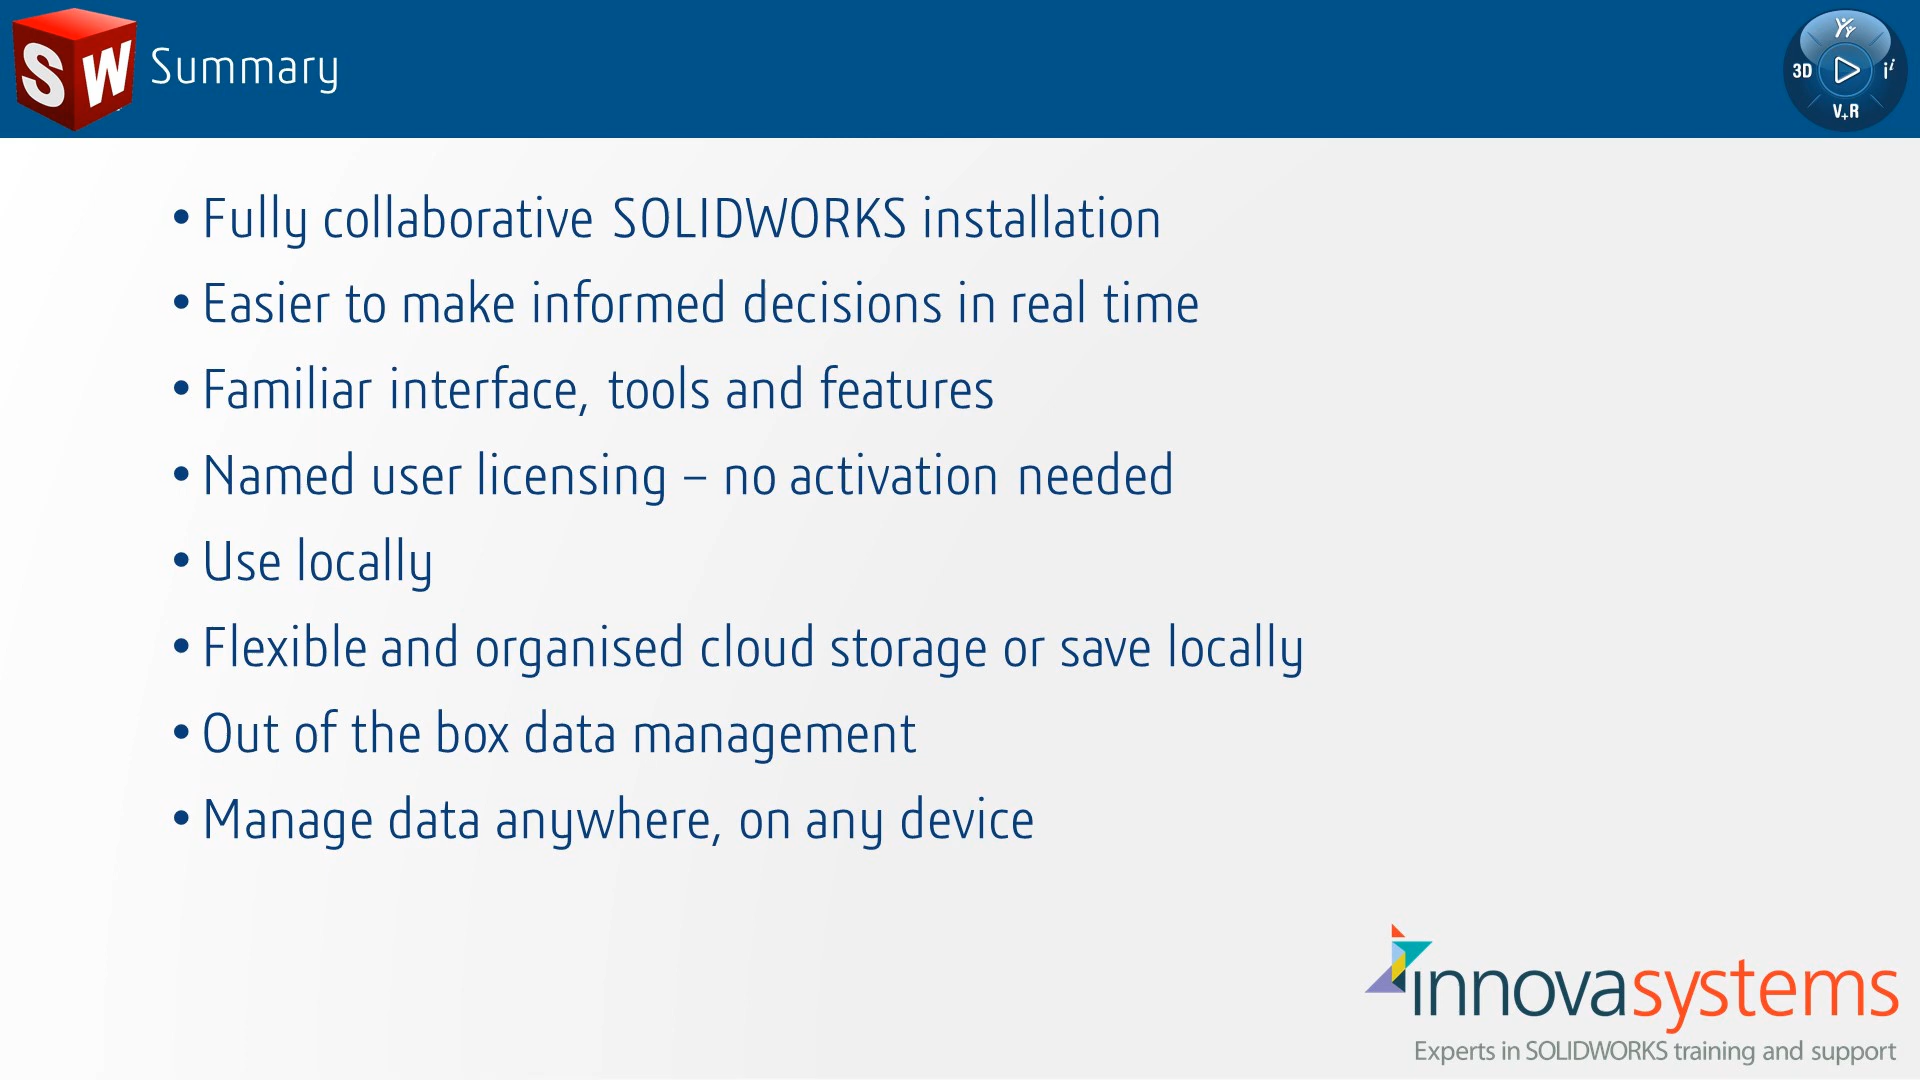 SW
Summary
3D
i
V+R
• Fully collaborative SOLIDWORKS installation
• Easier to make informed decisions in real time
• Familiar interface, tools and features
• Named user licensing – no activation needed
• Use locally
• Flexible and organised cloud storage or save locally
• Out of the box data management
• Manage data anywhere, on any device
innovasystems
Experts in SOLIDWORKS training and support